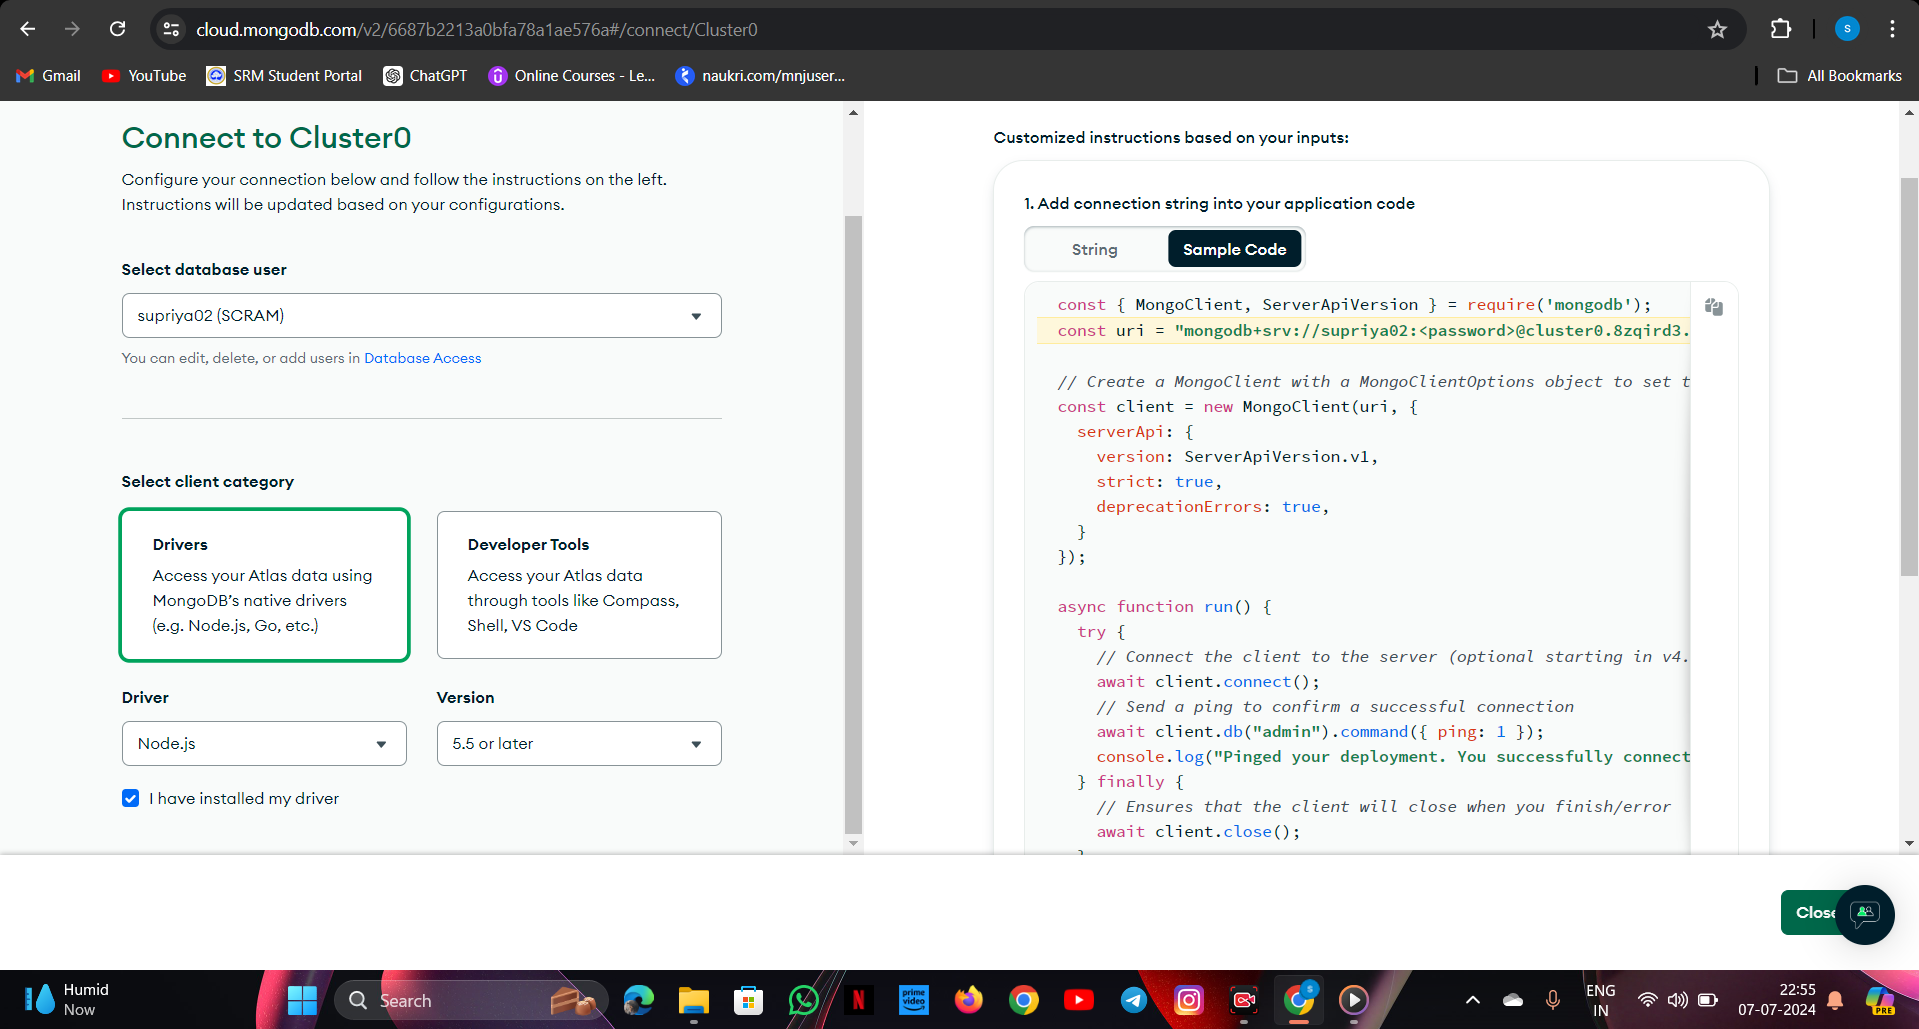 cloud.mongodb.com/v2/6687b2213a0bfa78a1ae576a#/connect/Cluster0
S
Gmail
YouTube
SRM Student Portal
ChatGPT
Online Courses - Le...
naukri.com/mnjuser...
All Bookmarks
Connect to Cluster0
Configure your connection below and follow the instructions on the left.
Instructions will be updated based on your configurations.
Select database user
supriya02 (SCRAM)
You can edit, delete, or add users in Database Access
Select client category
Drivers
Access your Atlas data using
MongoDB’s native drivers
(e.g. Node.js, Go, etc.)
Developer Tools
Access your Atlas data
through tools like Compass,
Shell, VS Code
Driver
Node.js
Version
5.5 or later
I have installed my driver
Customized instructions based on your inputs:
1. Add connection string into your application code
String
Sample Code
const { MongoClient, ServerApiVersion } = require('mongodb');
const uri = "mongodb+srv://supriya02:<password>@cluster0.8zqird3.
// Create a MongoClient with a MongoClientOptions object to set t
const client = new MongoClient(uri, {
serverApi: {
version: ServerApiVersion.v1,
strict: true,
deprecationErrors: true,
}
});
async function run() {
try {
// Connect the client to the server (optional starting in v4.
await client.connect();
// Send a ping to confirm a successful connection
await client.db("admin").command({ ping: 1 });
console.log("Pinged your deployment. You successfully connect
} finally {
// Ensures that the client will close when you finish/error
await client.close();
}
Close
Humid
Now
Search
N
prime
video
S
ENG
IN
22:55
07-07-2024
PRE